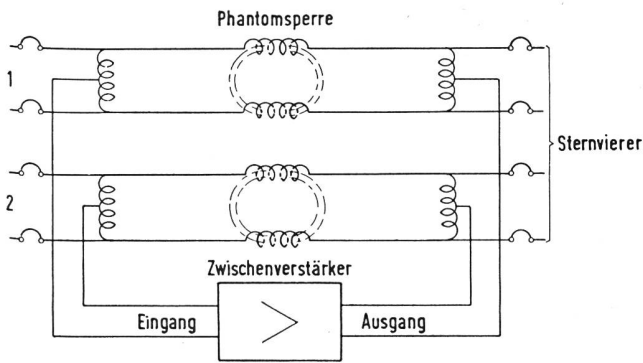 Phantomsperre
1
Sternvierer
2
Zwischenverstärker
Eingang
Ausgang